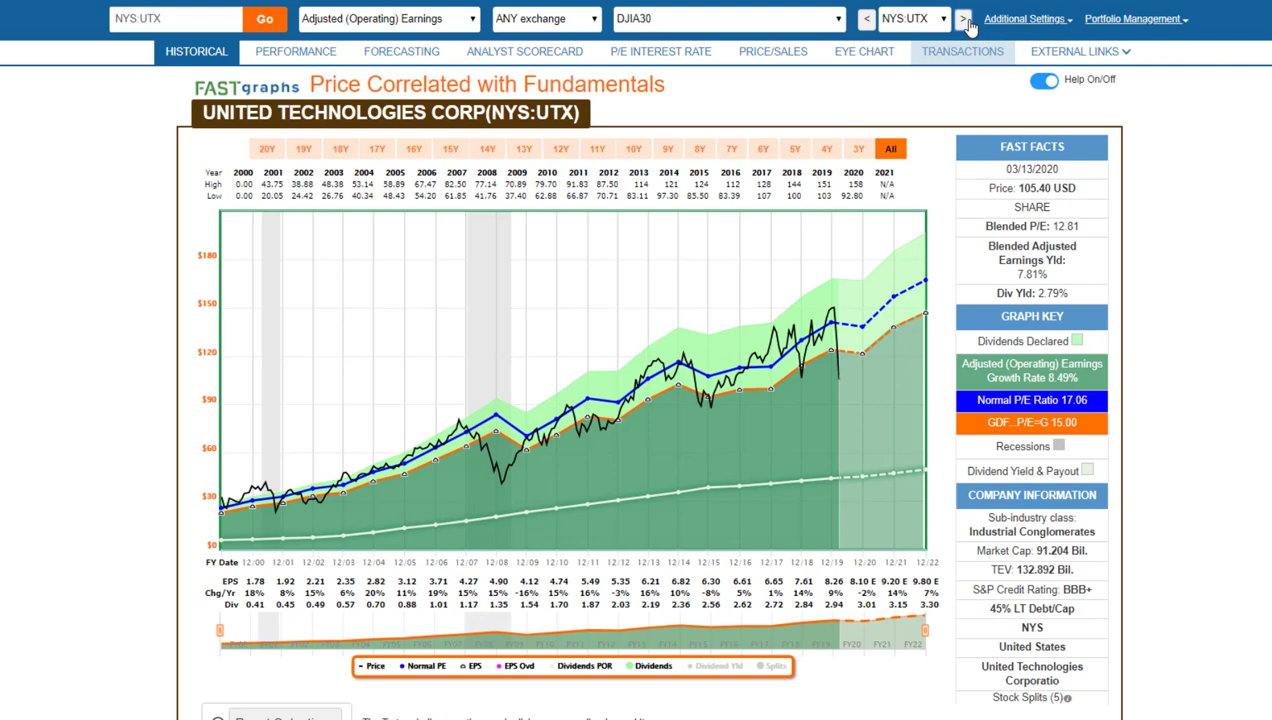 NYS:UTX Go Adjusted (Operating) Earnings ANY exchange DJIA30 < NYS:UTX > Additional Settings Portfolio Management
HISTORICAL PERFORMANCE FORECASTING ANALYST SCORECARD P/E INTEREST RATE PRICE/SALES EYE CHART TRANSACTIONS EXTERNAL LINKS
FASTgraphs Price Correlated with Fundamentals
Help On/Off
UNITED TECHNOLOGIES CORP(NYS:UTX)
20Y 19Y 18Y 17Y 16Y 15Y 14Y 13Y 12Y 11Y 10Y 9Y 8Y 7Y 6Y 5Y 4Y 3Y All
Year 2000 2001 2002 2003 2004 2005 2006 2007 2008 2009 2010 2011 2012 2013 2014 2015 2016 2017 2018 2019 2020 2021
High 0.00 43.75 38.88 48.38 53.14 58.89 67.47 82.50 77.14 70.89 79.70 91.83 87.50 114 121 124 112 128 144 151 158 N/A
Low 0.00 20.05 24.42 26.76 40.34 48.43 54.20 61.85 41.76 37.40 62.88 66.87 70.71 83.11 97.30 85.50 83.39 107 100 103 92.80 N/A
$180
$150
$120
$90
$60
$30
$0
FY Date 12/00 12/01 12/02 12/03 12/04 12/05 12/06 12/07 12/08 12/09 12/10 12/11 12/12 12/13 12/14 12/15 12/16 12/17 12/18 12/19 12/20 12/21 12/22
EPS 1.78 1.92 2.21 2.35 2.82 3.12 3.71 4.27 4.90 4.12 4.74 5.49 5.35 6.21 6.82 6.30 6.61 6.65 7.61 8.26 8.10 E 9.20 E 9.80 E
Chg/Yr 18% 8% 15% 6% 20% 11% 19% 15% 15% -16% 15% 16% -3% 16% 10% -8% 5% 1% 14% 9% -2% 14% 7%
Div 0.41 0.45 0.49 0.57 0.70 0.88 1.01 1.17 1.35 1.54 1.70 1.87 2.03 2.19 2.36 2.56 2.62 2.72 2.84 2.94 3.01 3.15 3.30
FY01 FY02 FY03 FY04 FY05 FY06 FY07 FY08 FY09 FY10 FY11 FY12 FY13 FY14 FY15 FY16 FY17 FY18 FY19 FY20 FY21 FY22
Price Normal PE EPS EPS Ovd Dividends POR Dividends Dividend Yld Splits
FAST FACTS
03/13/2020
Price: 105.40 USD
SHARE
Blended P/E: 12.81
Blended Adjusted
Earnings Yld:
7.81%
Div Yld: 2.79%
GRAPH KEY
Dividends Declared
Adjusted (Operating) Earnings
Growth Rate 8.49%
Normal P/E Ratio 17.06
GDF...P/E=G 15.00
Recessions
Dividend Yield & Payout
COMPANY INFORMATION
Sub-industry class:
Industrial Conglomerates
Market Cap: 91.204 Bil.
TEV: 132.892 Bil.
S&P Credit Rating: BBB+
45% LT Debt/Cap
NYS
United States
United Technologies
Corporatio
Stock Splits (5)